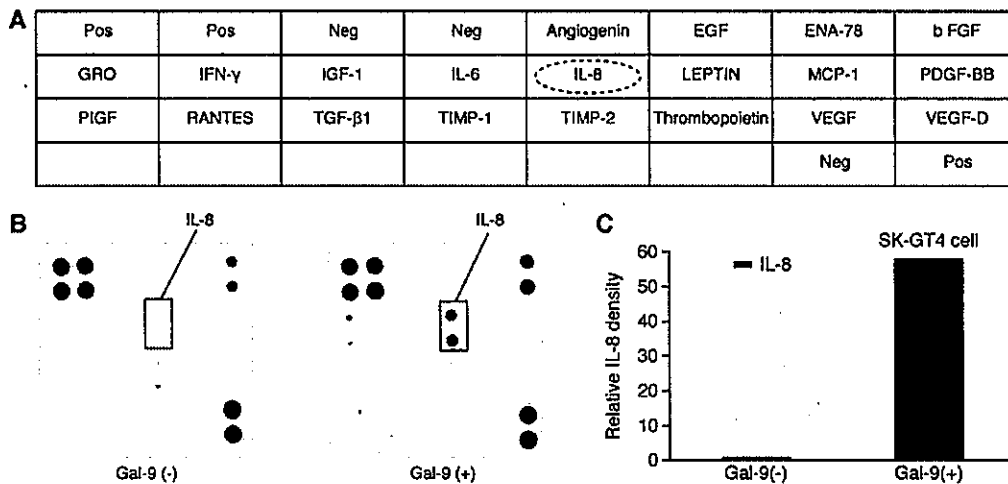 A
Pos Pos Neg Neg Angiogenin EGF ENA-78 b FGF
GRO IFN-γ IGF-1 IL-6 IL-8 LEPTIN MCP-1 PDGF-BB
PIGF RANTES TGF-β1 TIMP-1 TIMP-2 Thrombopoietin VEGF VEGF-D
Neg Pos
B
IL-8 IL-8
Gal-9 (-) Gal-9 (+)
C
SK-GT4 cell
IL-8
Relative IL-8 density
60
50
40
30
20
10
0
Gal-9(-) Gal-9(+)